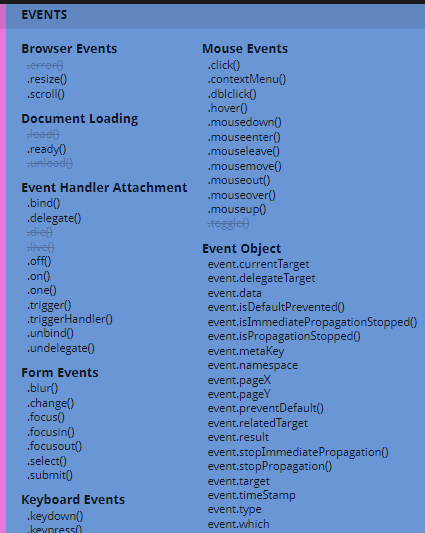 EVENTS
Browser Events
.error()
.resize()
.scroll()
Document Loading
.load()
.ready()
.unload()
Event Handler Attachment
.bind()
.delegate()
.die()
.live()
.off()
.on()
.one()
.trigger()
.triggerHandler()
.unbind()
.undelegate()
Form Events
.blur()
.change()
.focus()
.focusin()
.focusout()
.select()
.submit()
Keyboard Events
.keydown()
.keypress()
Mouse Events
.click()
.contextMenu()
.dblclick()
.hover()
.mousedown()
.mouseenter()
.mouseleave()
.mousemove()
.mouseout()
.mouseover()
.mouseup()
.toggle()
Event Object
event.currentTarget
event.delegateTarget
event.data
event.isDefaultPrevented()
event.isImmediatePropagationStopped()
event.isPropagationStopped()
event.metaKey
event.namespace
event.pageX
event.pageY
event.preventDefault()
event.relatedTarget
event.result
event.stopImmediatePropagation()
event.stopPropagation()
event.target
event.timeStamp
event.type
event.which